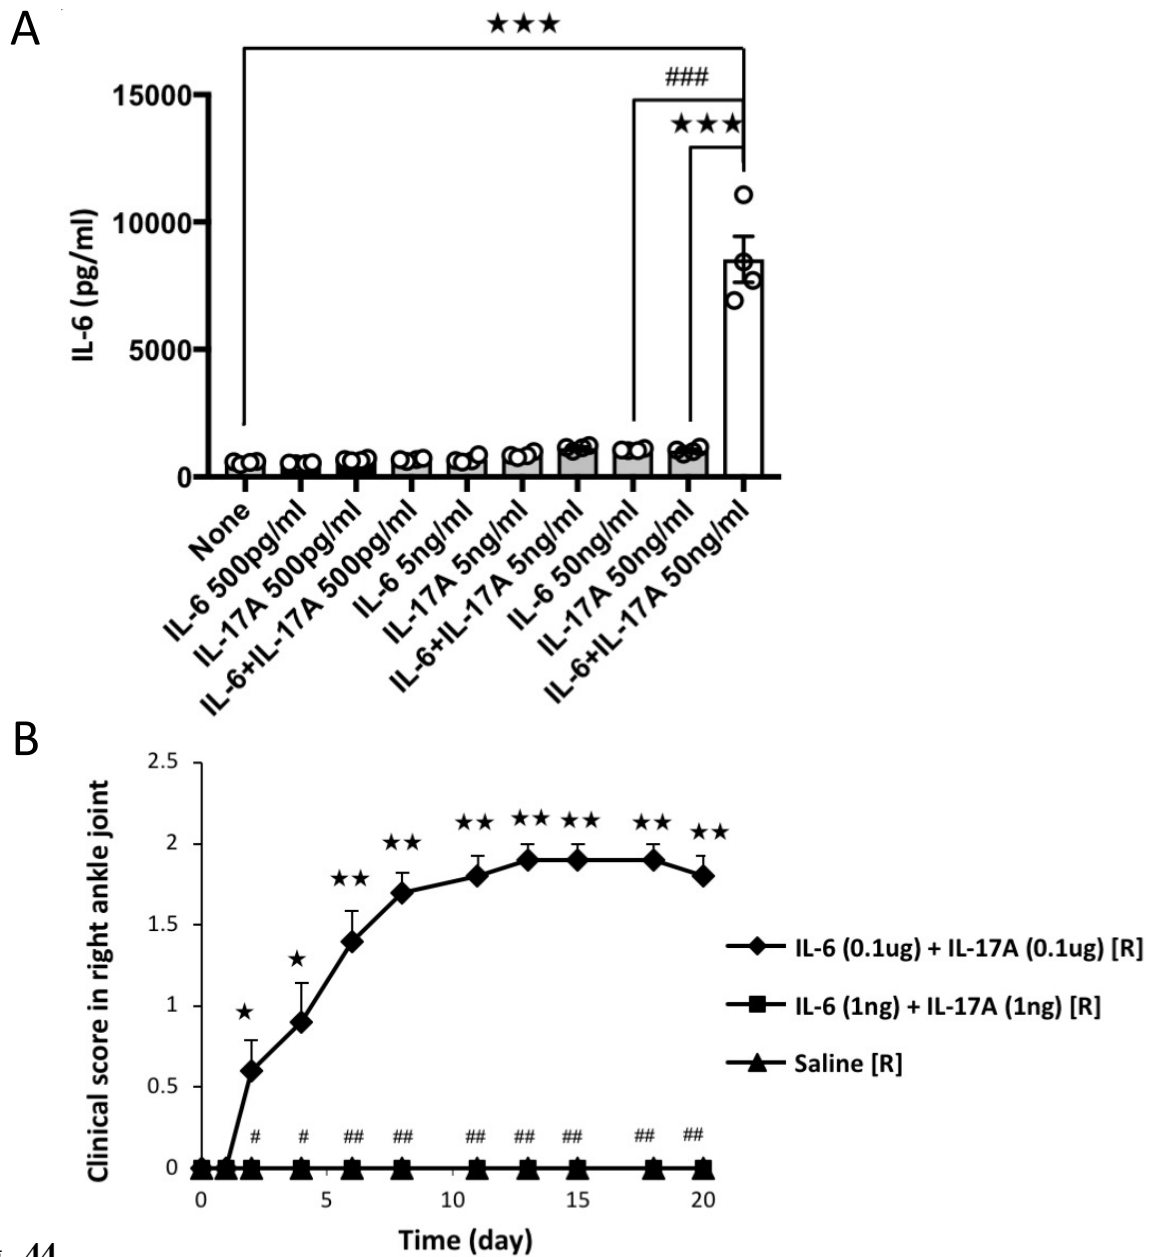 A
★★★
###
★★★
15000
10000
5000
0
IL-6 (pg/ml)
None
IL-6 500pg/ml
IL-17A 500pg/ml
IL-6+IL-17A 500pg/ml
IL-6 5ng/ml
IL-17A 5ng/ml
IL-6+IL-17A 5ng/ml
IL-6 50ng/ml
IL-17A 50ng/ml
IL-6+IL-17A 50ng/ml
B
2.5
2
1.5
1
0.5
0
Clinical score in right ankle joint
★ ★ ★★ ★★ ★★ ★★ ★★ ★★ ★★
# # ## ## ## ## ## ## ##
0 5 10 15 20
Time (day)
IL-6 (0.1ug) + IL-17A (0.1ug) [R]
IL-6 (1ng) + IL-17A (1ng) [R]
Saline [R]
44